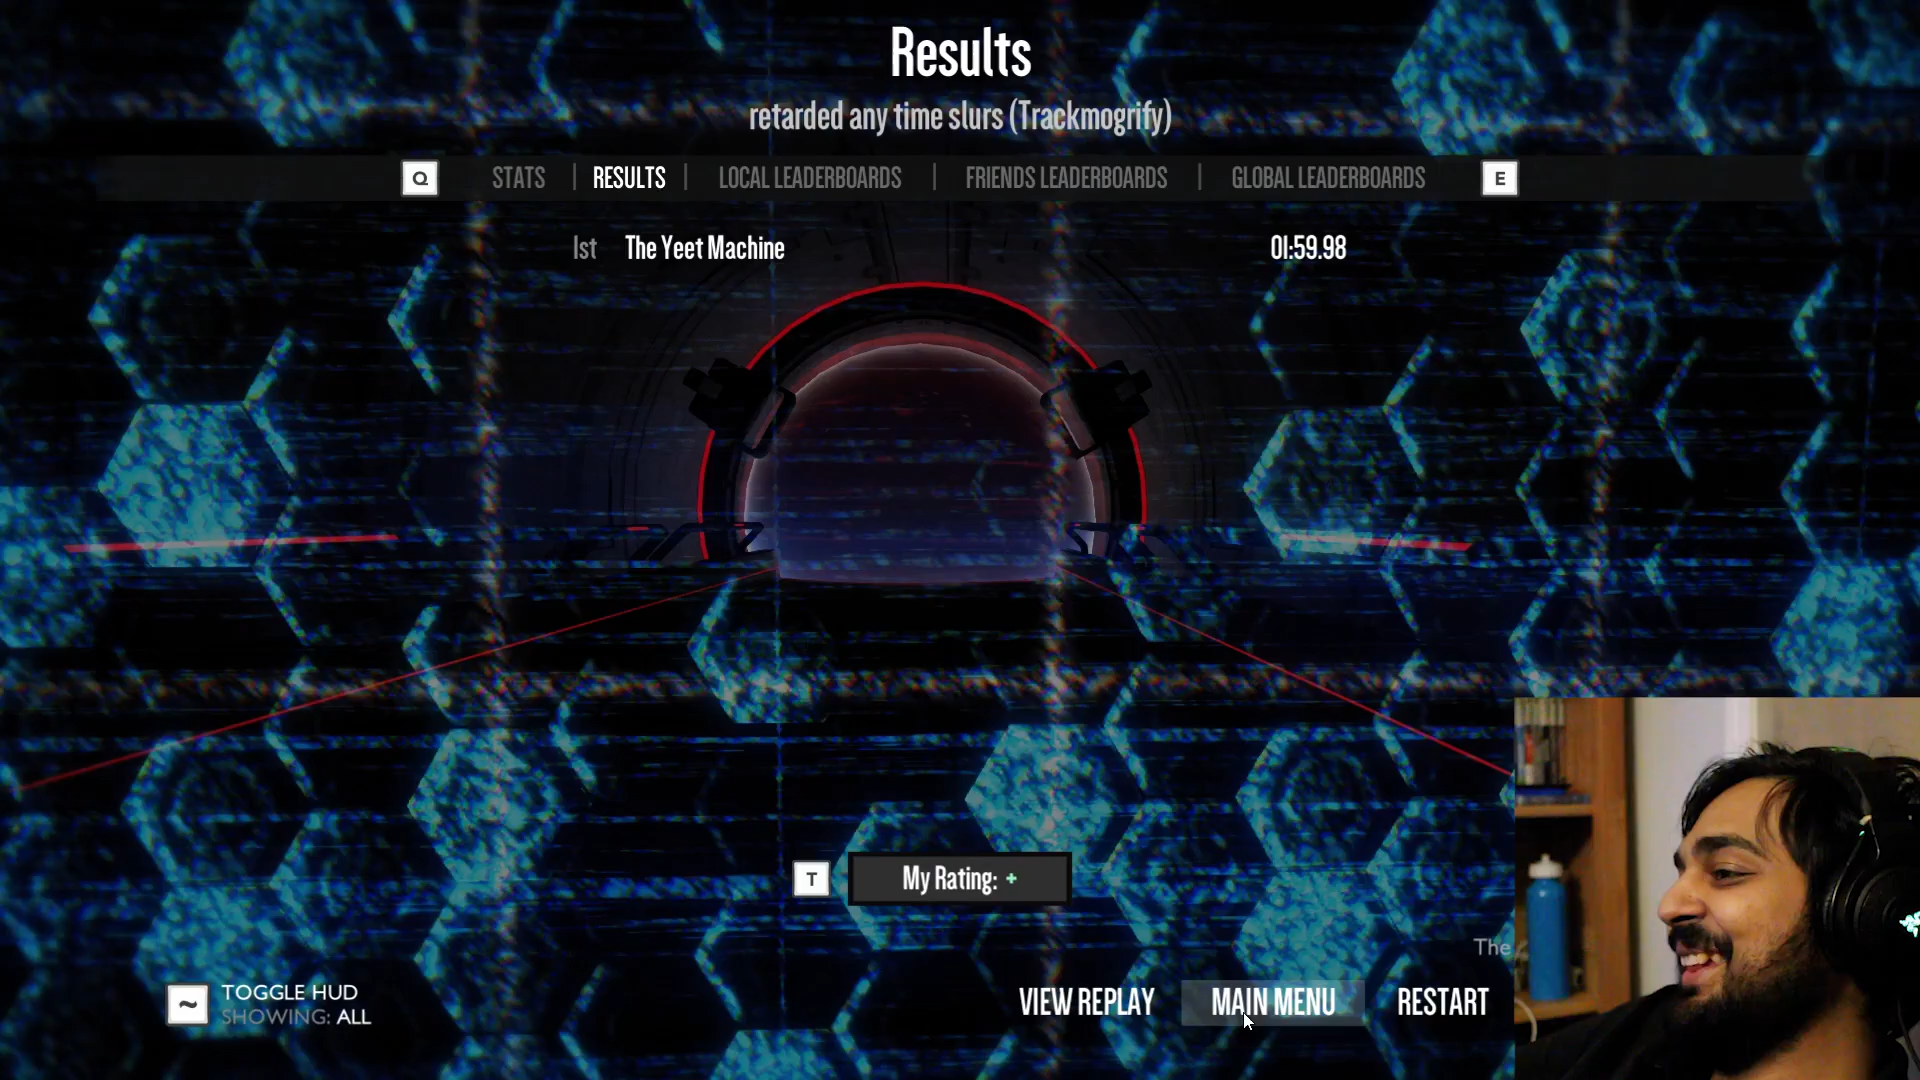 Results
retarded any time slurs (Trackmogrify)
Q STATS | RESULTS | LOCAL LEADERBOARDS | FRIENDS LEADERBOARDS | GLOBAL LEADERBOARDS E
1st The Yeet Machine 01:59.98
T My Rating: +
The
~ TOGGLE HUD
SHOWING: ALL
VIEW REPLAY MAIN MENU RESTART